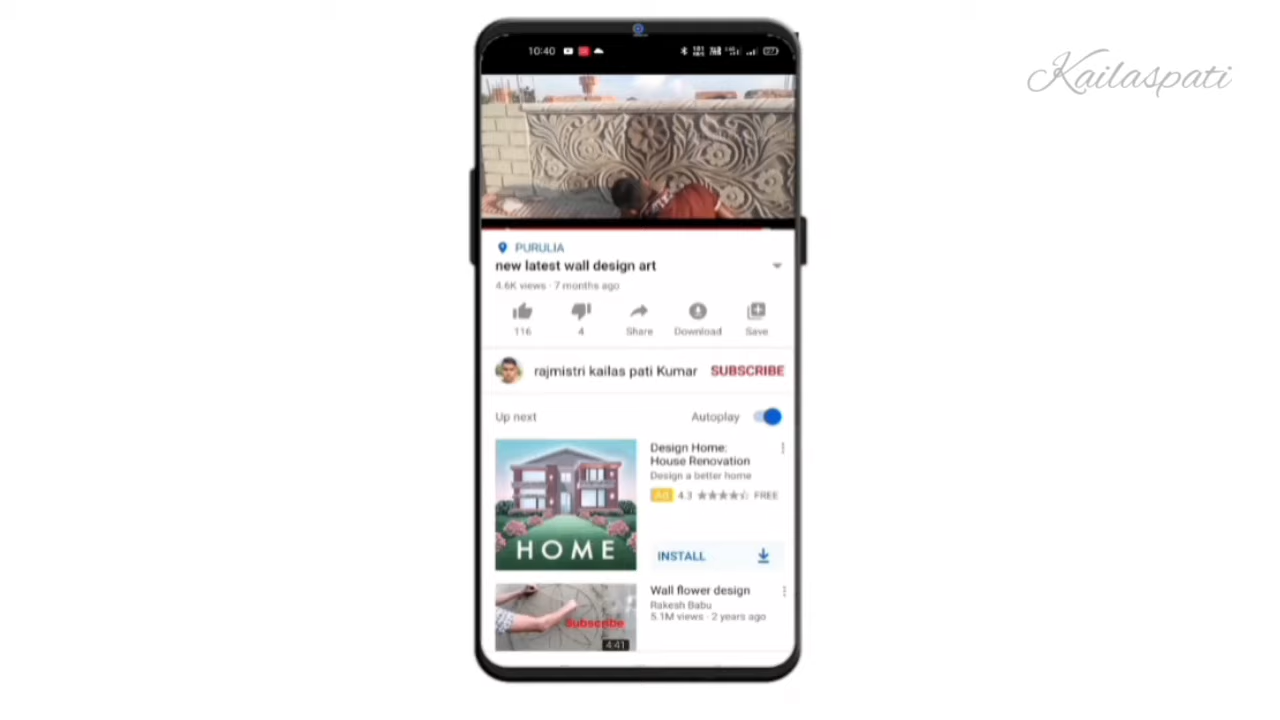 10:40
Kailaspati
PURULIA
new latest wall design art
4.6K views · 7 months ago
116
4
Share
Download
Save
rajmistri kailas pati Kumar
SUBSCRIBE
Up next
Autoplay
HOME
Design Home:
House Renovation
Design a better home
Ad 4.3 FREE
INSTALL
Subscribe
4:41
Wall flower design
Rakesh Babu
5.1M views · 2 years ago